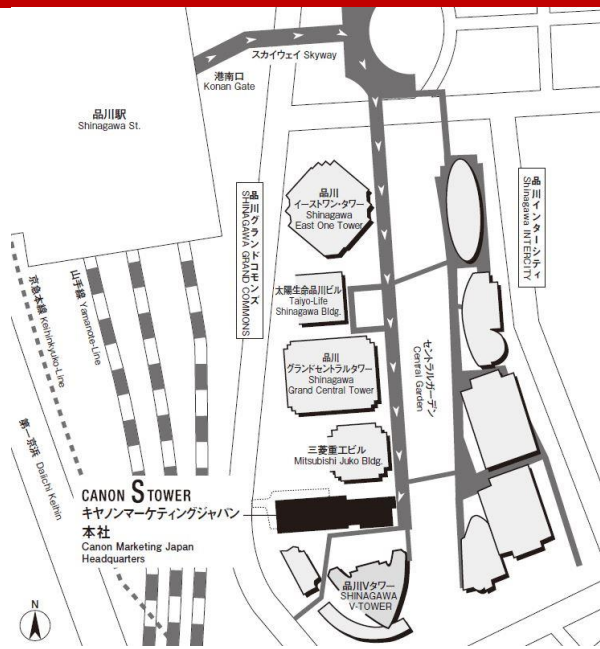 スカイウェイ Skyway
港南口
Konan Gate
品川駅
Shinagawa St.
品川
イーストワン・タワー
Shinagawa
East One Tower
品川グランドコモンズ
SHINAGAWA GRAND COMMONS
品川インターシティ
Shinagawa INTERCITY
太陽生命品川ビル
Taiyo-Life
Shinagawa Bldg.
京急本線 Keihinkyuko-Line
山手線 Yamanote-Line
セントラルガーデン
Central Garden
品川
グランドセントラルタワー
Shinagawa
Grand Central Tower
第一京浜 Daiichi Keihin
三菱重工ビル
Mitsubishi Juko Bldg.
CANON S TOWER
キヤノンマーケティングジャパン
本社
Canon Marketing Japan
Headquarters
品川Vタワー
SHINAGAWA
V-TOWER
N